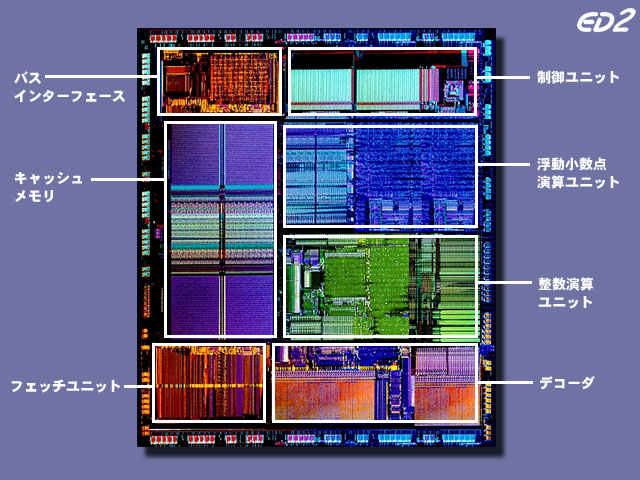 ED2
バス
インターフェース
制御ユニット
キャッシュ
メモリ
浮動小数点
演算ユニット
整数演算
ユニット
フェッチユニット
デコーダ